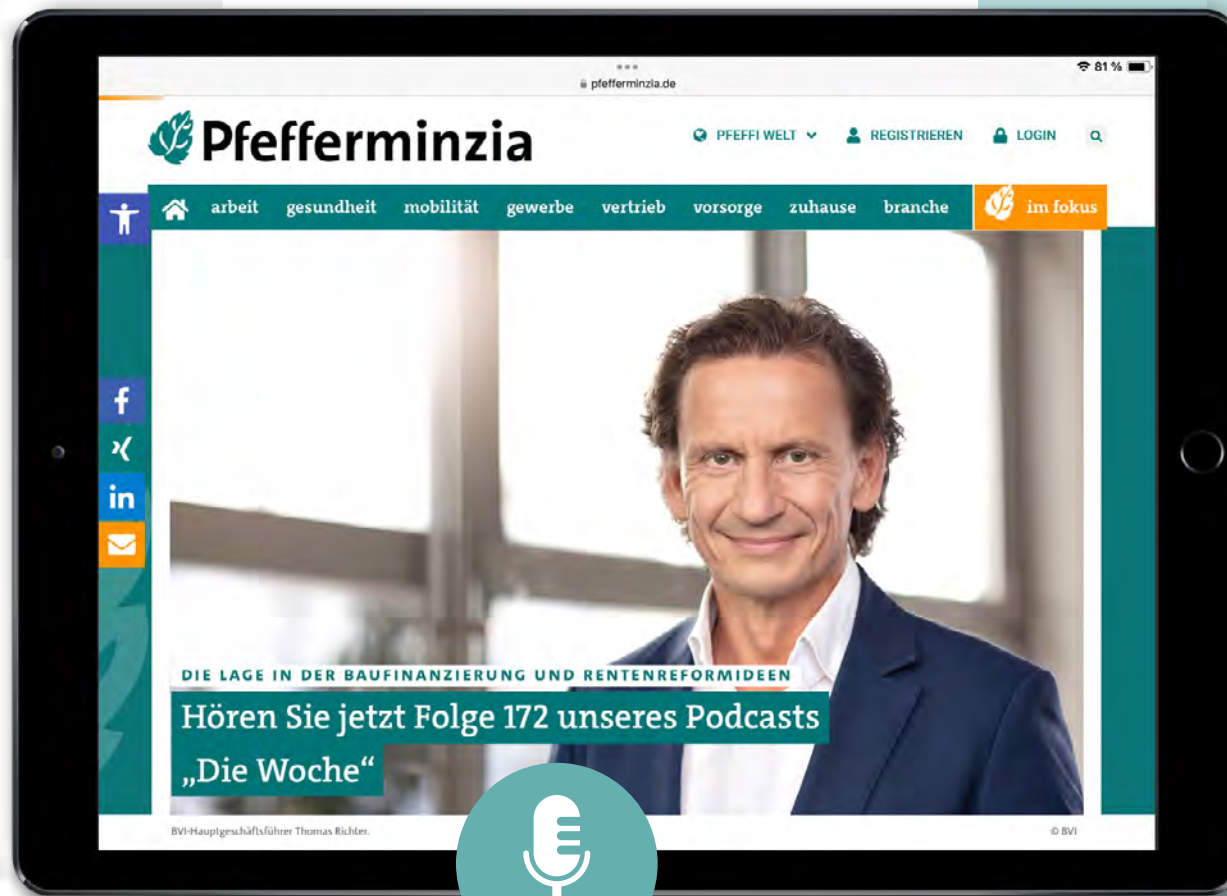 81 %
pfefferminzia.de
Pfefferminzia
PFEFFI WELT
REGISTRIEREN
LOGIN
arbeit gesundheit mobilität gewerbe vertrieb vorsorge zuhause branche im fokus
f
in
DIE LAGE IN DER BAUFINANZIERUNG UND RENTENREFORMIDEEN
Hören Sie jetzt Folge 172 unseres Podcasts
„Die Woche“
BVI-Hauptgeschäftsführer Thomas Richter.
© BVI